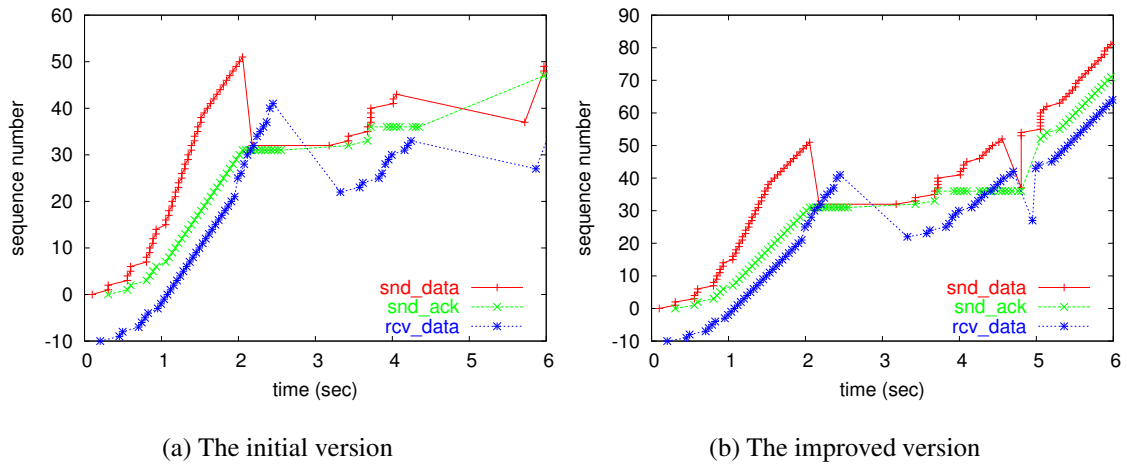 60
50
40
30
20
10
0
-10
sequence number
0 1 2 3 4 5 6
time (sec)
snd_data
snd_ack
rcv_data
(a) The initial version
90
80
70
60
50
40
30
20
10
0
-10
sequence number
0 1 2 3 4 5 6
time (sec)
snd_data
snd_ack
rcv_data
(b) The improved version